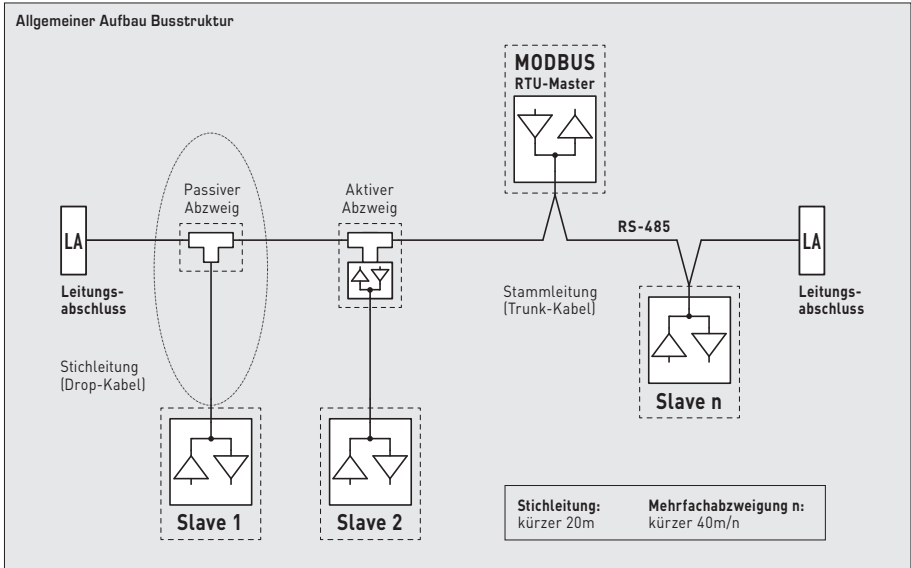 Allgemeiner Aufbau Busstruktur
MODBUS
RTU-Master
Passiver
Abzweig
Aktiver
Abzweig
LA
RS-485
LA
Leitungs-
abschluss
Stammleitung
(Trunk-Kabel)
Leitungs-
abschluss
Stichleitung
(Drop-Kabel)
Slave n
Slave 1
Slave 2
Stichleitung:
kürzer 20m
Mehrfachabzweigung n:
kürzer 40m/n